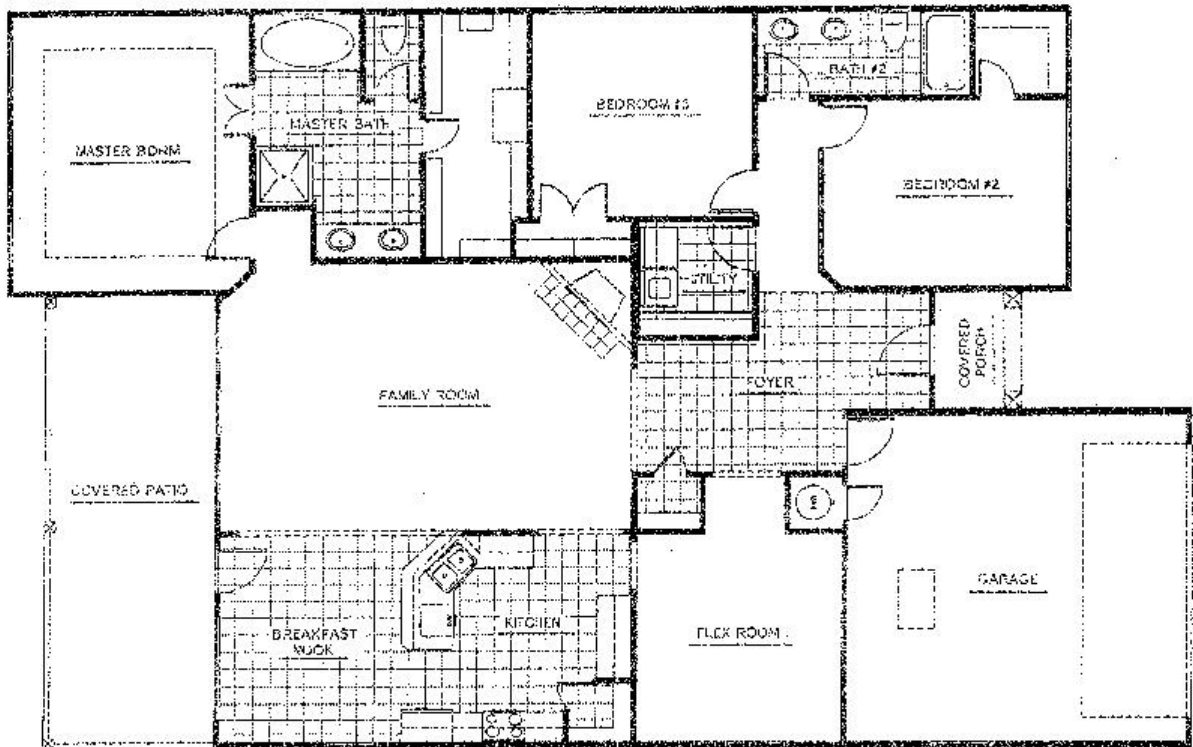 BATH #2
BEDROOM #3
MASTER BATH
MASTER BDRM
BEDROOM #2
UTILITY
COVERED
PORCH
FOYER
FAMILY ROOM
COVERED PATIO
GARAGE
KITCHEN
BREAKFAST
NOOK
FLEX ROOM